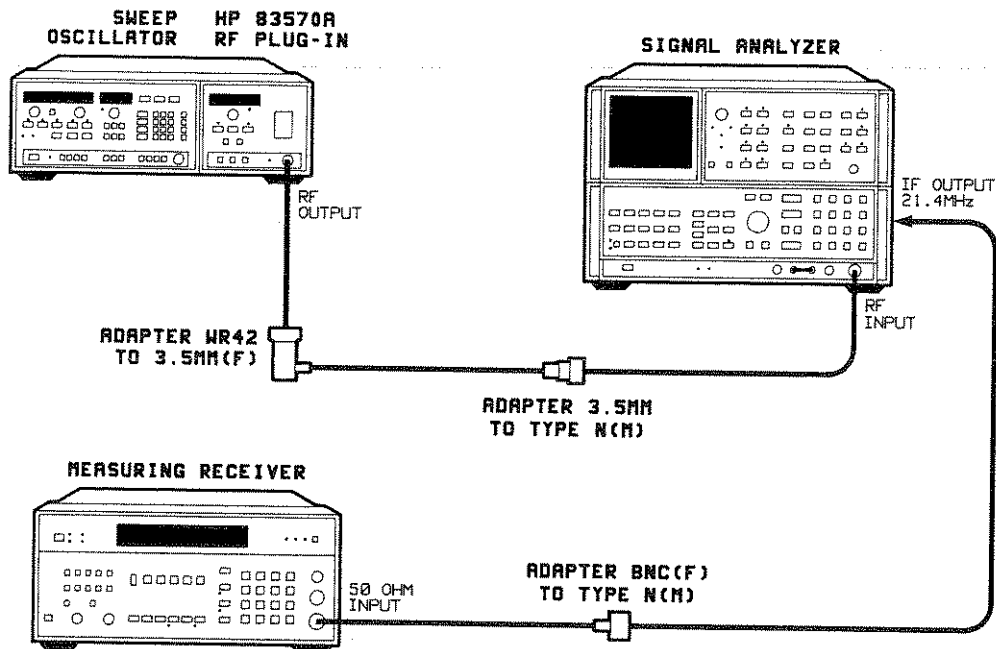 SWEEP
OSCILLATOR
HP 83570A
RF PLUG-IN
SIGNAL ANALYZER
RF
OUTPUT
IF OUTPUT
21.4MHz
RF
INPUT
ADAPTER WR42
TO 3.5MM(F)
ADAPTER 3.5MM
TO TYPE N(M)
MEASURING RECEIVER
50 OHM
INPUT
ADAPTER BNC(F)
TO TYPE N(M)